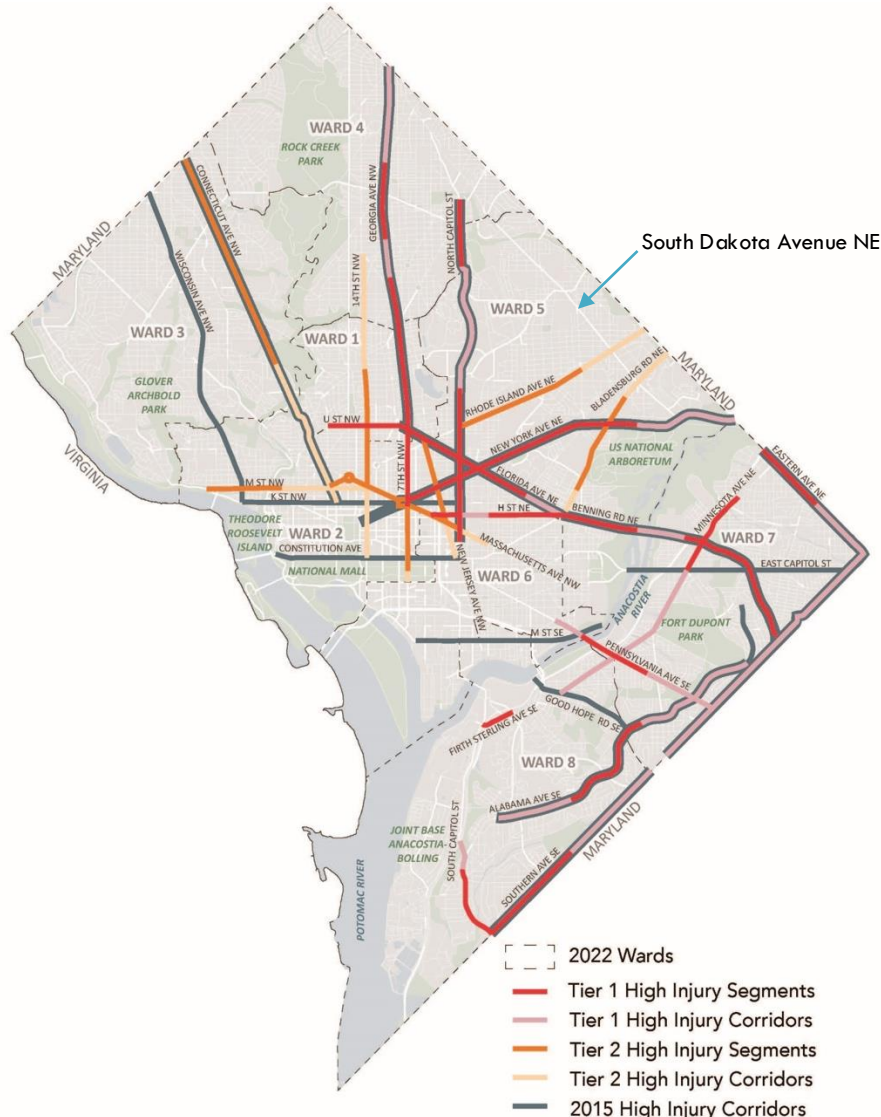 WARD 4
ROCK CREEK
PARK
CONNECTICUT AVE NW
GEORGIA AVE NW
NORTH CAPITOL ST
South Dakota Avenue NE
MARYLAND
WISCONSIN AVE NW
14TH ST NW
WARD 5
WARD 3
WARD 1
MARYLAND
GLOVER
ARCHBOLD
PARK
RHODE ISLAND AVE NE
BLADENSBURG RD NE
U ST NW
7TH ST NW
NEW YORK AVE NE
US NATIONAL
ARBORETUM
VIRGINIA
FLORIDA AVE NE
EASTERN AVE NE
M ST NW
K ST NW
H ST NE
BENNING RD NE
MINNESOTA AVE NE
THEODORE
ROOSEVELT
ISLAND
WARD 2
CONSTITUTION AVE
NATIONAL MALL
MASSACHUSETTS AVE NW
NEW JERSEY AVE NW
WARD 6
WARD 7
EAST CAPITOL ST
ANACOSTIA
RIVER
FORT DUPONT
PARK
M ST SE
PENNSYLVANIA AVE SE
GOOD HOPE RD SE
FIRTH STERLING AVE SE
WARD 8
ALABAMA AVE SE
JOINT BASE
ANACOSTIA-
BOLLING
SOUTH CAPITOL ST
MARYLAND
SOUTHERN AVE SE
POTOMAC RIVER
2022 Wards
Tier 1 High Injury Segments
Tier 1 High Injury Corridors
Tier 2 High Injury Segments
Tier 2 High Injury Corridors
2015 High Injury Corridors